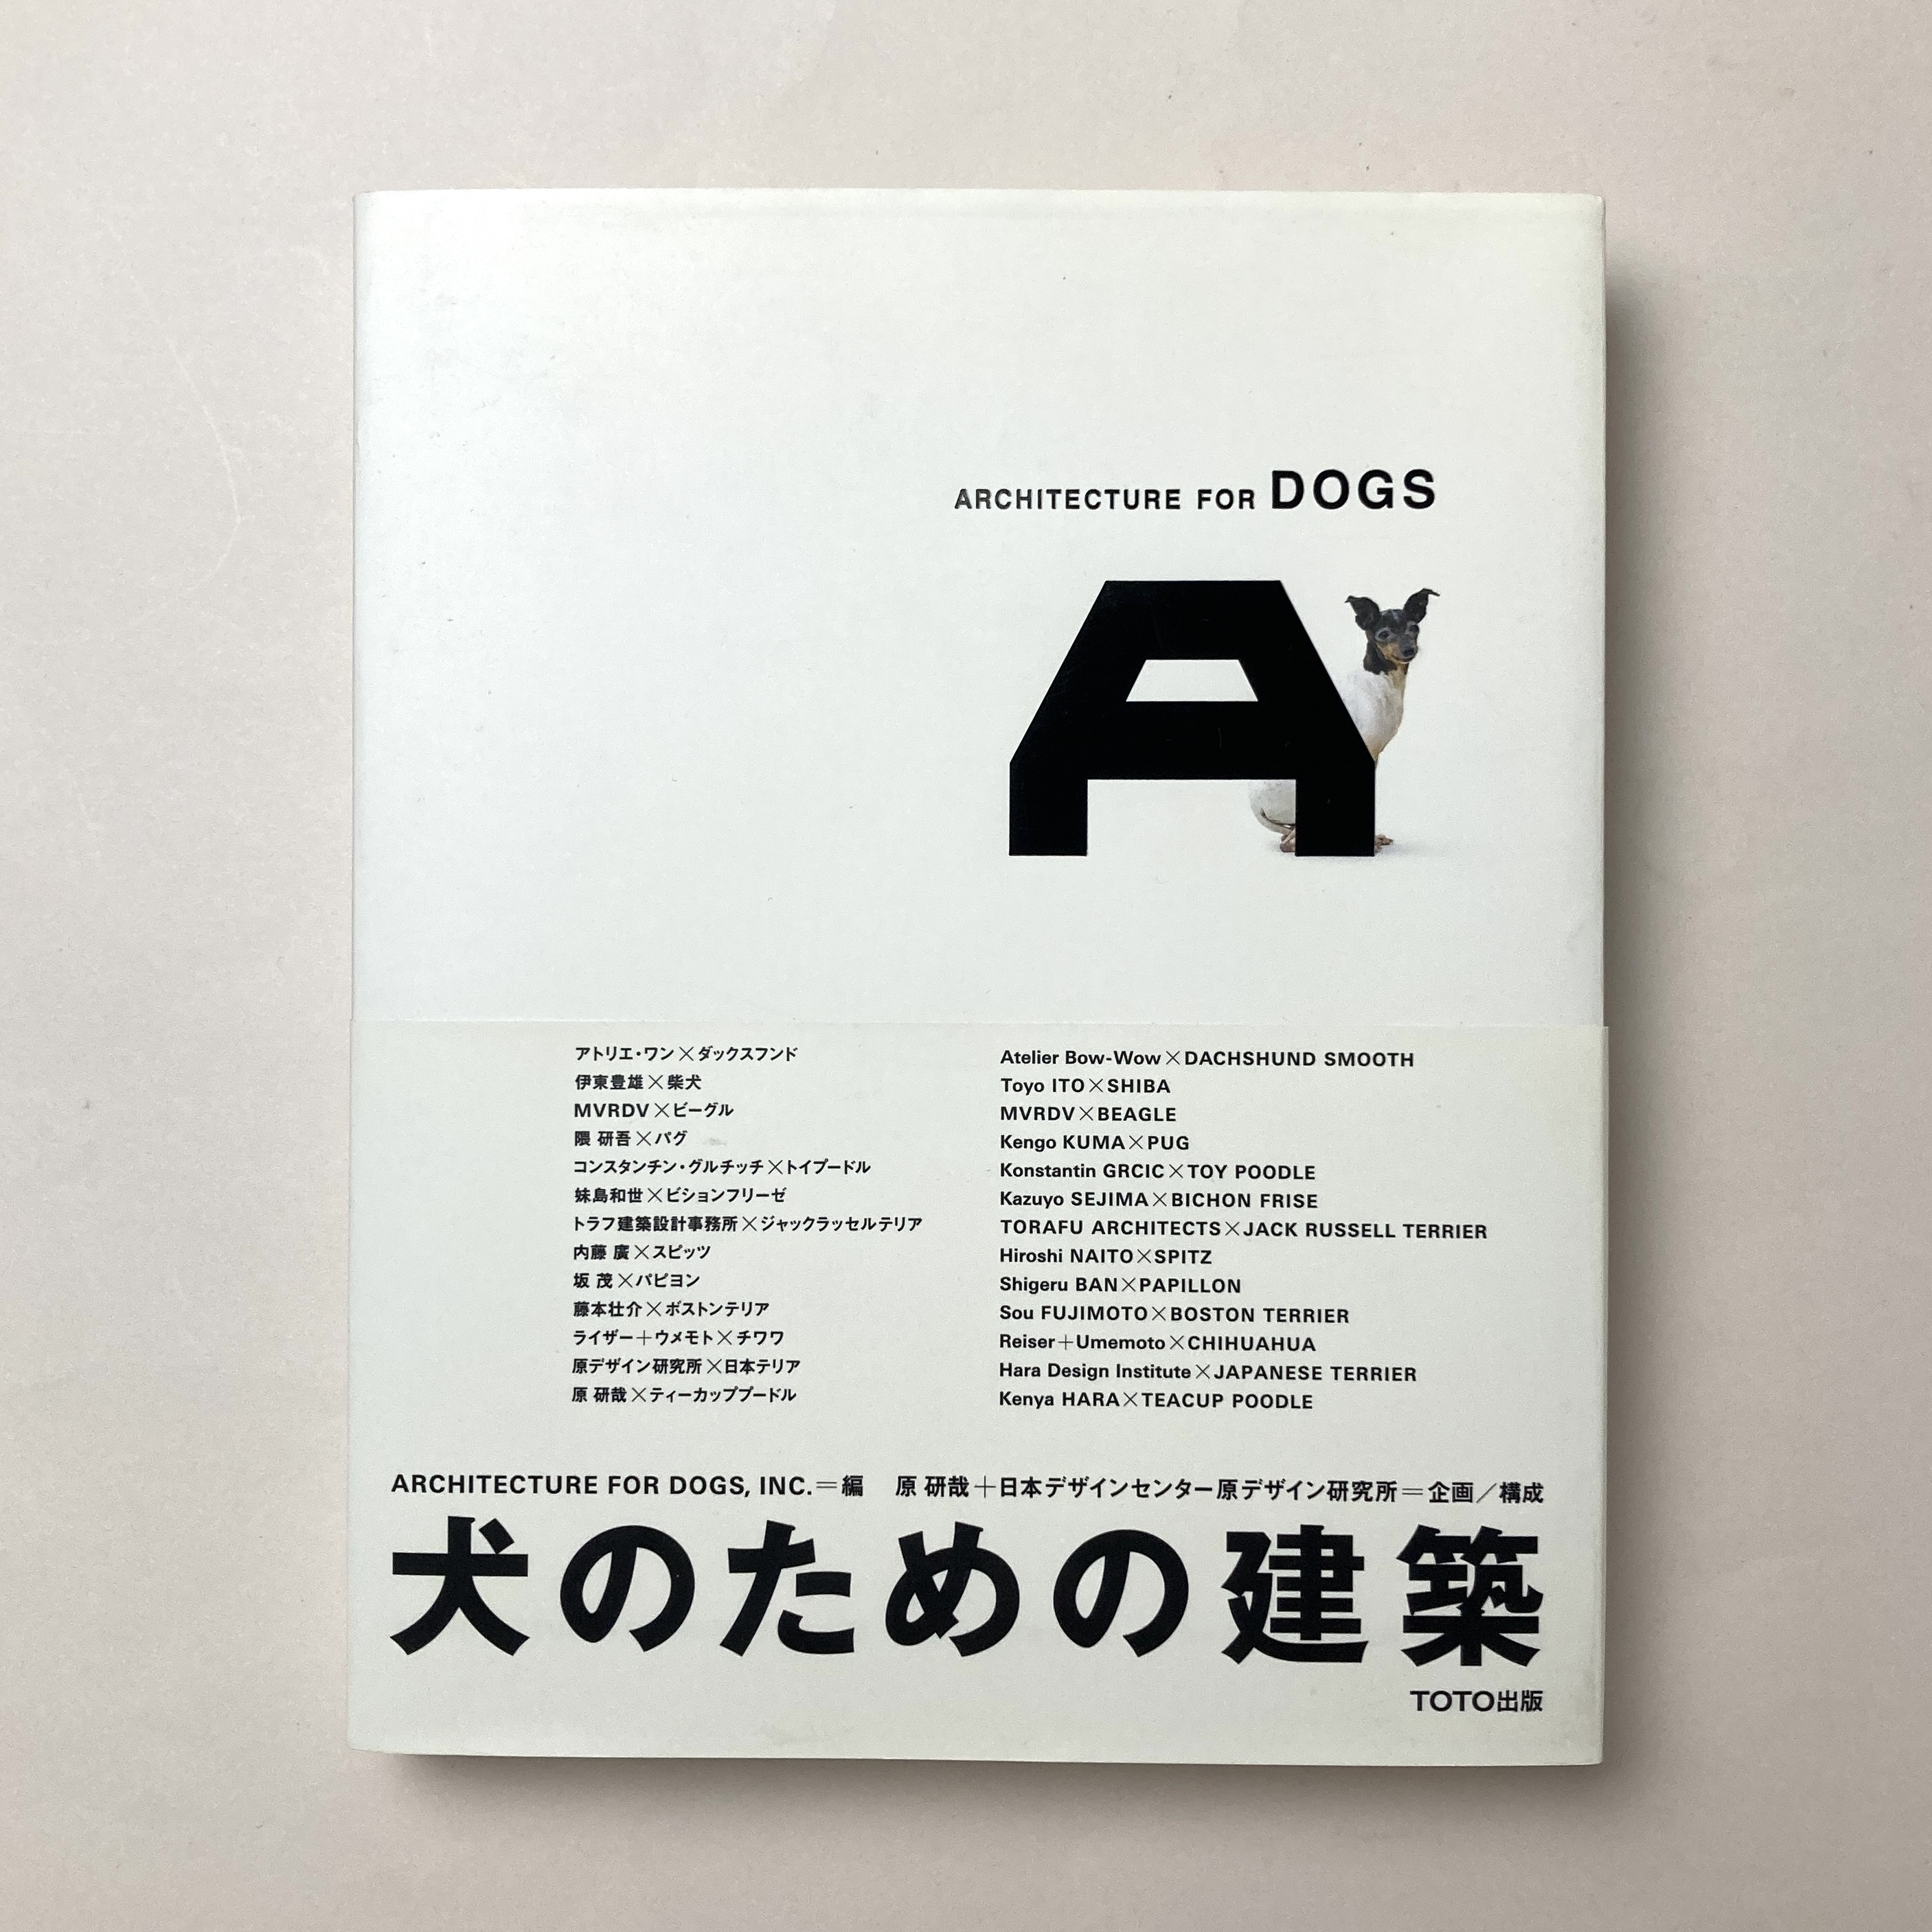 ARCHITECTURE FOR DOGS
A
アトリエ・ワン×ダックスフンド
伊東豊雄×柴犬
MVRDV×ビーグル
隈 研吾×パグ
コンスタンチン・グルチッチ×トイプードル
妹島和世×ビションフリーゼ
トラフ建築設計事務所×ジャックラッセルテリア
内藤 廣×スピッツ
坂 茂×パピヨン
藤本壮介×ボストンテリア
ライザー+ウメモト×チワワ
原デザイン研究所×日本テリア
原 研哉×ティーカッププードル
Atelier Bow-Wow×DACHSHUND SMOOTH
Toyo ITO×SHIBA
MVRDV×BEAGLE
Kengo KUMA×PUG
Konstantin GRCIC×TOY POODLE
Kazuyo SEJIMA×BICHON FRISE
TORAFU ARCHITECTS×JACK RUSSELL TERRIER
Hiroshi NAITO×SPITZ
Shigeru BAN×PAPILLON
Sou FUJIMOTO×BOSTON TERRIER
Reiser+Umemoto×CHIHUAHUA
Hara Design Institute×JAPANESE TERRIER
Kenya HARA×TEACUP POODLE
ARCHITECTURE FOR DOGS, INC.=編 原 研哉+日本デザインセンター原デザイン研究所=企画/構成
犬のための建築
TOTO出版